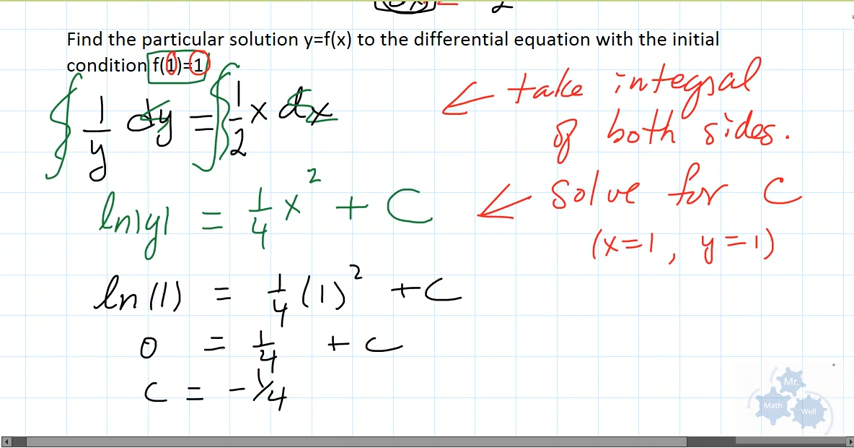 2
Find the particular solution y=f(x) to the differential equation with the initial
condition f(1)=1
∫ 1/y dy = ∫ 1/2 x dx
← take integral
of both sides.
ln|y| = 1/4 x² + C
← Solve for C
(x=1, y=1)
ln(1) = 1/4 (1)² + C
0 = 1/4 + C
C = -1/4
Mr.
Math
Well